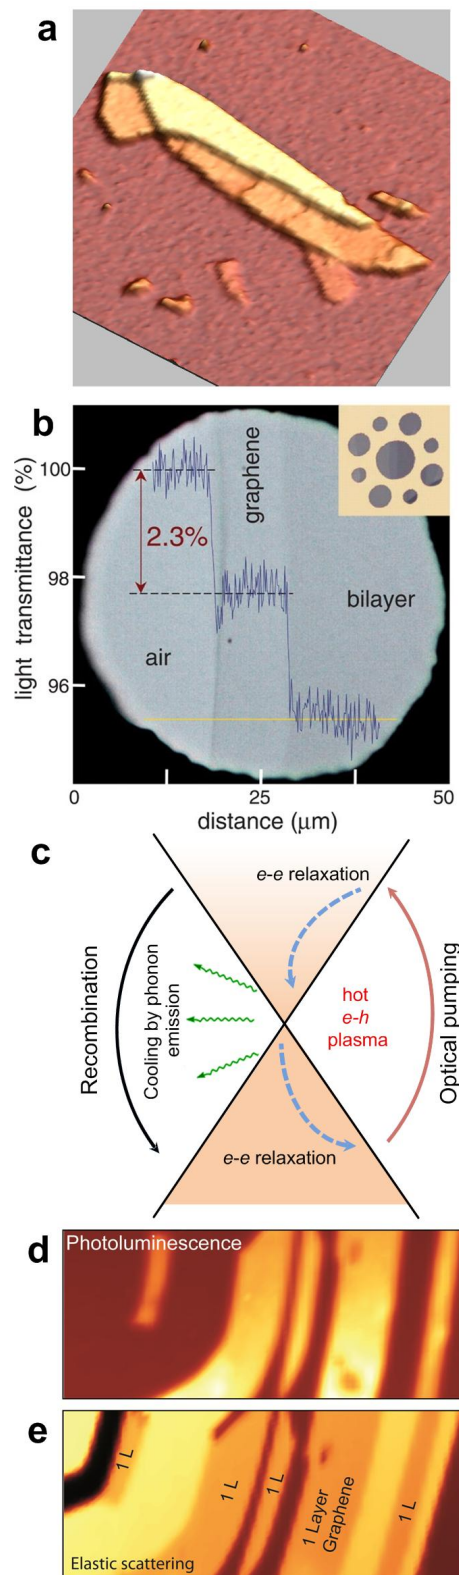 a
b
light transmittance (%)
100
98
96
2.3%
graphene
air
bilayer
0
25
50
distance (μm)
c
e-e relaxation
Recombination
Cooling by phonon
emission
hot
e-h
plasma
Optical pumping
e-e relaxation
d
Photoluminescence
e
1 L
1 L
1 L
1 Layer
Graphene
1 L
Elastic scattering